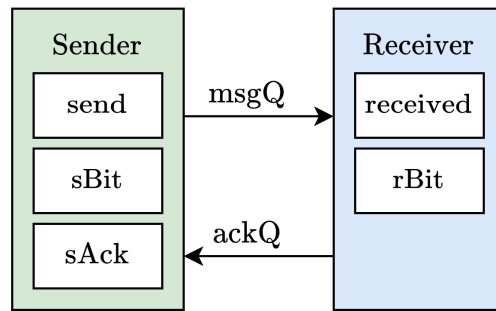 Sender
send
sBit
sAck
msgQ
ackQ
Receiver
received
rBit